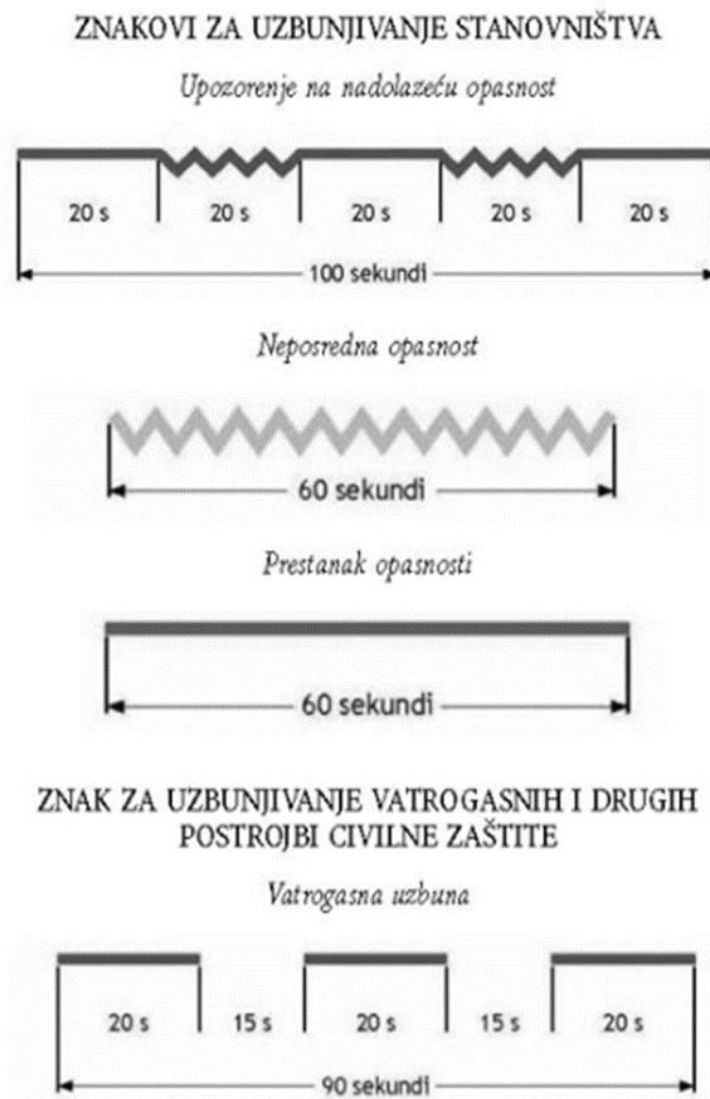 ZNAKOVI ZA UZBUNJIVANJE STANOVNIŠTVA
Upozorenje na nadolazeću opasnost
20 s 20 s 20 s 20 s 20 s
100 sekundi
Neposredna opasnost
60 sekundi
Prestanak opasnosti
60 sekundi
ZNAK ZA UZBUNJIVANJE VATROGASNIH I DRUGIH
POSTROJBI CIVILNE ZAŠTITE
Vatrogasna uzbuna
20 s 15 s 20 s 15 s 20 s
90 sekundi